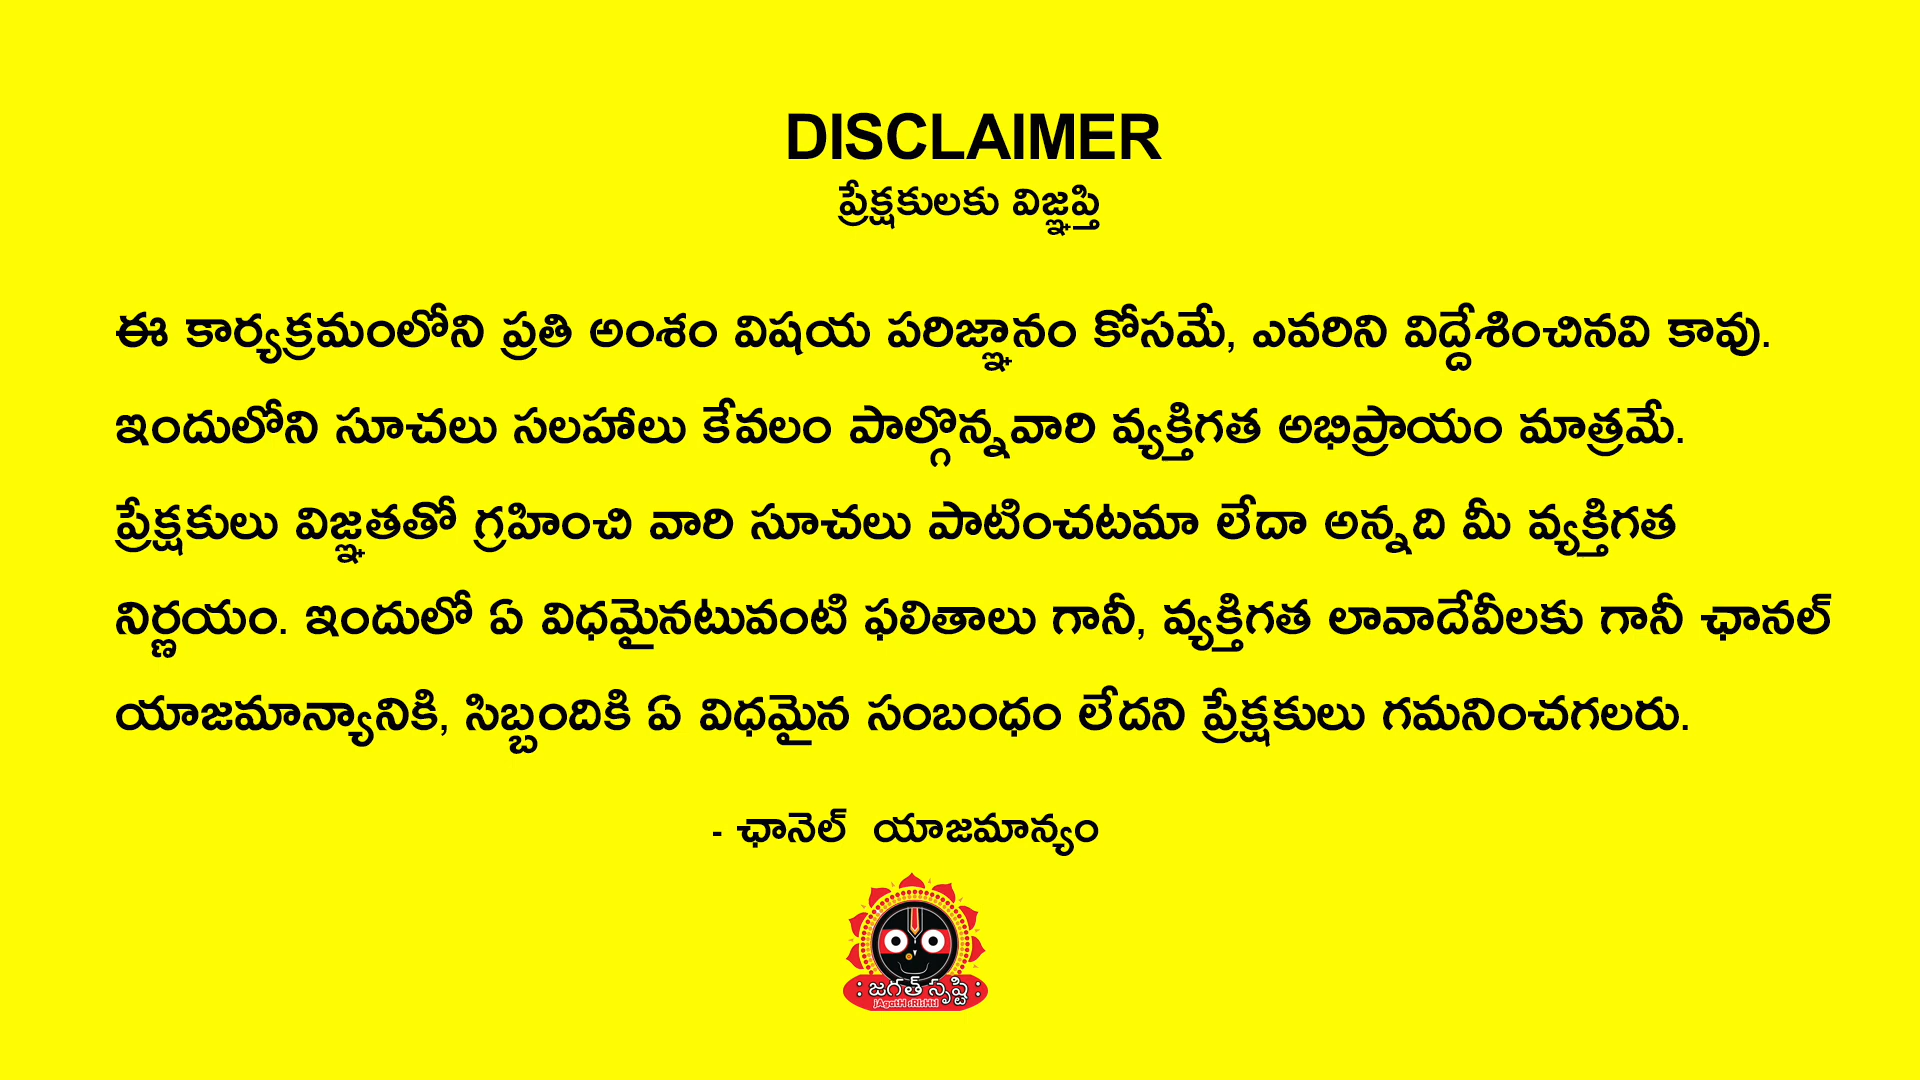 DISCLAIMER
ప్రేక్షకులకు విజ్ఞప్తి
ఈ కార్యక్రమంలోని ప్రతి అంశం విషయ పరిజ్ఞానం కోసమే, ఎవరిని విద్దేశించినవి కావు.
ఇందులోని సూచలు సలహాలు కేవలం పాల్గొన్నవారి వ్యక్తిగత అభిప్రాయం మాత్రమే.
ప్రేక్షకులు విజ్ఞతతో గ్రహించి వారి సూచలు పాటించటమా లేదా అన్నది మీ వ్యక్తిగత
నిర్ణయం. ఇందులో ఏ విధమైనటువంటి ఫలితాలు గానీ, వ్యక్తిగత లావాదేవీలకు గానీ ఛానల్
యాజమాన్యానికి, సిబ్బందికి ఏ విధమైన సంబంధం లేదని ప్రేక్షకులు గమనించగలరు.
- ఛానెల్ యాజమాన్యం
: జగత్ సృష్టి :
jAgatH sRIsHtI